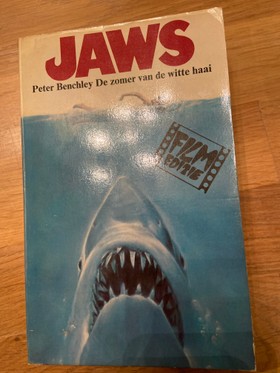 JAWS
Peter Benchley De zomer van de witte haai
FILM
EDITIE